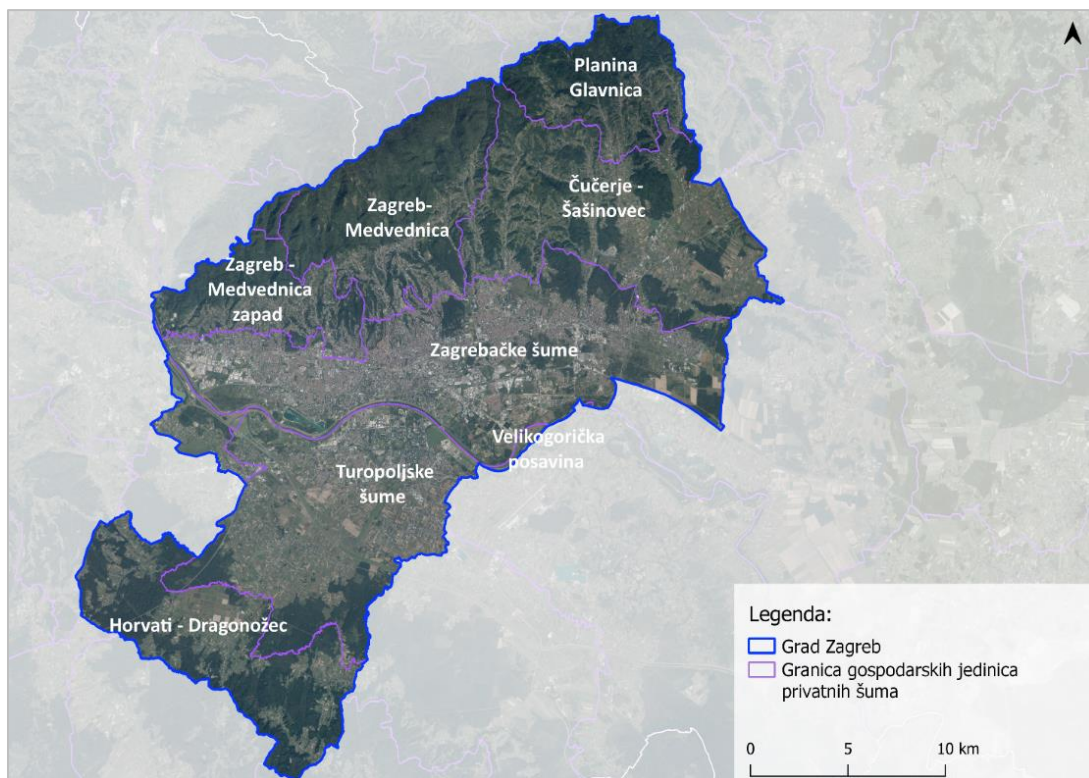 Planina
Glavnica
Čučerje -
Šašinovec
Zagreb-
Medvednica
Zagreb -
Medvednica
zapad
Zagrebačke šume
Velikogorička
posavina
Turopoljske
šume
Horvati - Dragonožec
Legenda:
Grad Zagreb
Granica gospodarskih jedinica
privatnih šuma
0 5 10 km